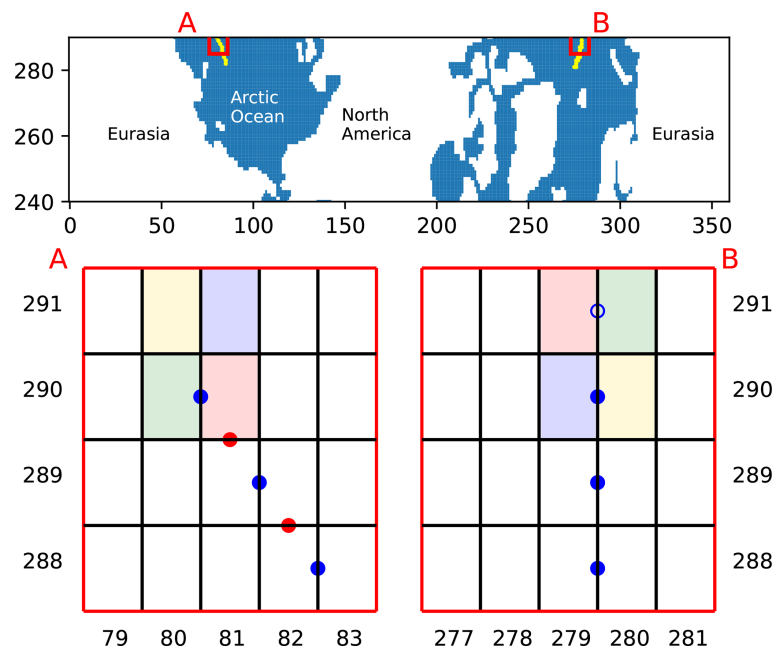 A B
280
260
240
Eurasia
Arctic
Ocean
North
America
Eurasia
0 50 100 150 200 250 300 350
A B
291 291
290 290
289 289
288 288
79 80 81 82 83 277 278 279 280 281